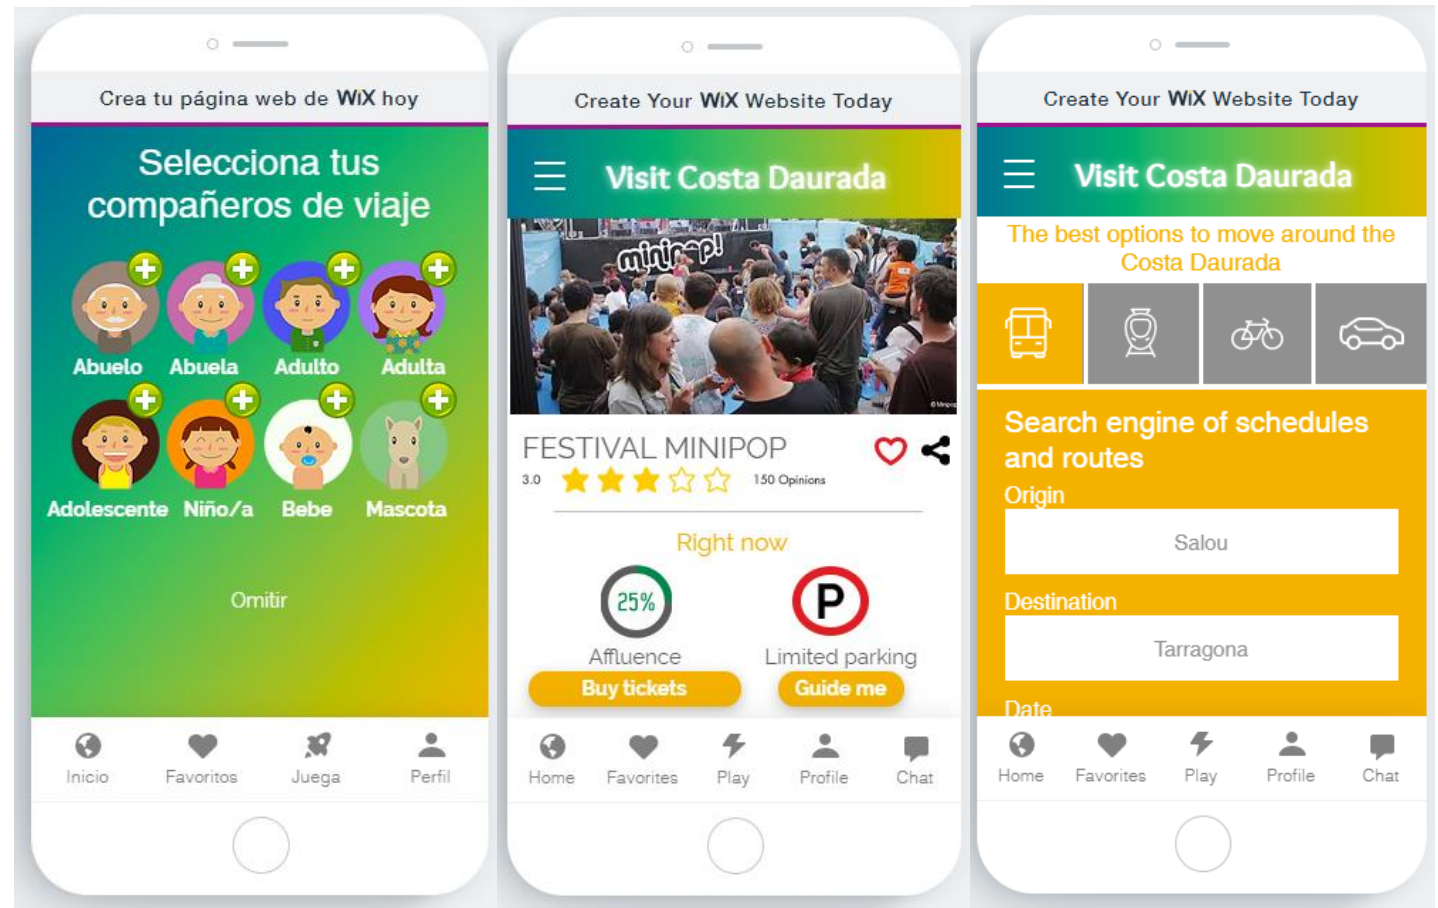 Crea tu página web de WiX hoy
Selecciona tus
compañeros de viaje
Abuelo Abuela Adulto Adulta
Adolescente Niño/a Bebe Mascota
Omitir
Inicio Favoritos Juega Perfil
Create Your WiX Website Today
Visit Costa Daurada
minipop!
© Minipop
FESTIVAL MINIPOP
3.0 150 Opinions
Right now
25% P
Affluence Limited parking
Buy tickets Guide me
Home Favorites Play Profile Chat
Create Your WiX Website Today
Visit Costa Daurada
The best options to move around the
Costa Daurada
Search engine of schedules
and routes
Origin
Salou
Destination
Tarragona
Date
Home Favorites Play Profile Chat